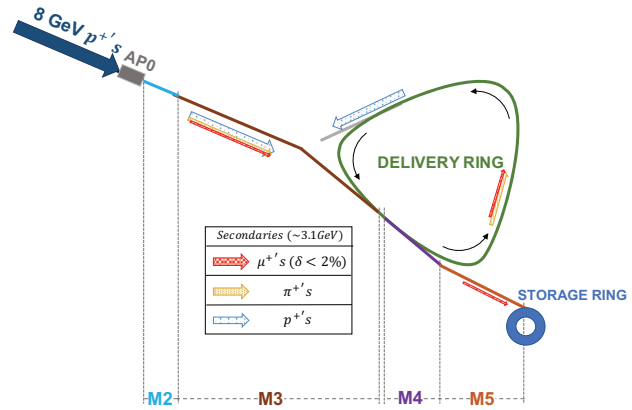 8 GeV p⁺'s
AP0
DELIVERY RING
Secondaries (~3.1GeV)
μ⁺'s (δ < 2%)
π⁺'s
p⁺'s
STORAGE RING
M2 M3 M4 M5